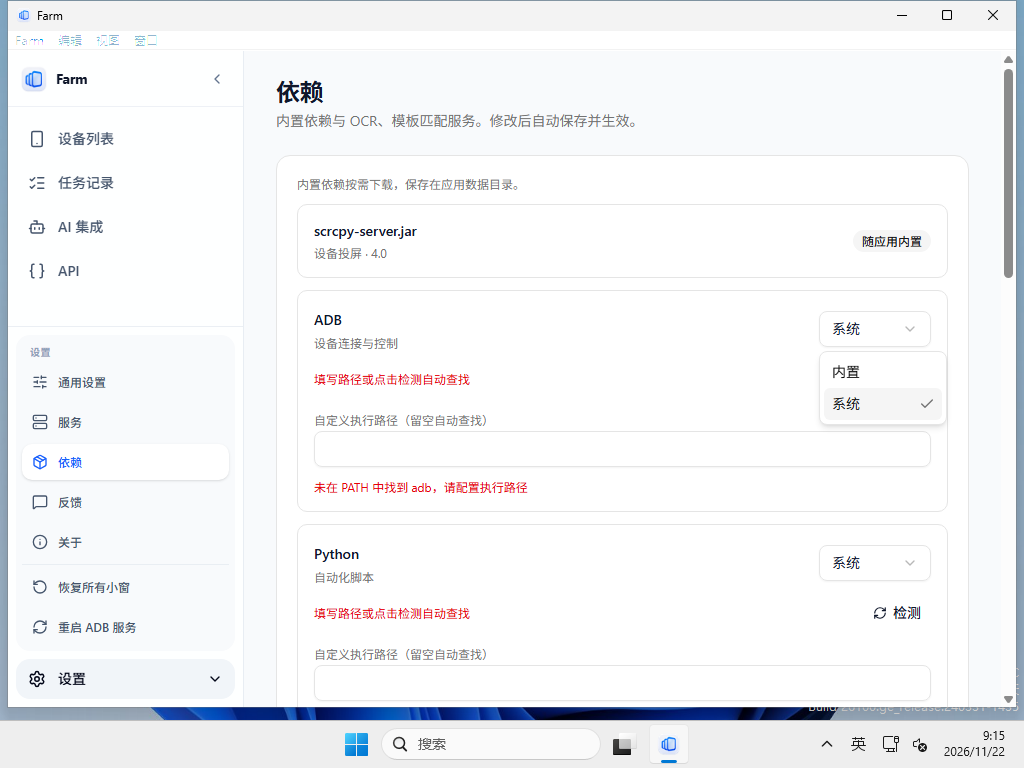 Farm
Farm 编辑 视图 窗口
Farm
设备列表
任务记录
AI 集成
API
设置
通用设置
服务
依赖
反馈
关于
恢复所有小窗
重启 ADB 服务
设置
依赖
内置依赖与 OCR、模板匹配服务。修改后自动保存并生效。
内置依赖按需下载，保存在应用数据目录。
scrcpy-server.jar
设备投屏 · 4.0
随应用内置
ADB
设备连接与控制
系统
内置
系统
填写路径或点击检测自动查找
自定义执行路径（留空自动查找）
未在 PATH 中找到 adb，请配置执行路径
Python
自动化脚本
系统
填写路径或点击检测自动查找
检测
自定义执行路径（留空自动查找）
搜索
英
9:15
2026/11/22